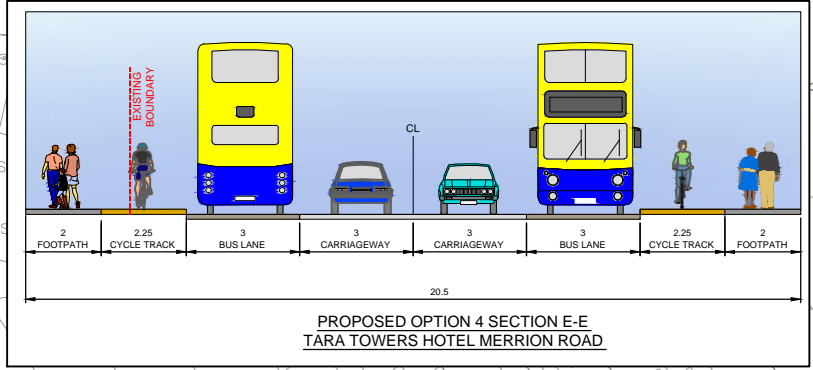 EXISTING
BOUNDARY
CL
2 2.25 3 3 3 3 2.25 2
FOOTPATH CYCLE TRACK BUS LANE CARRIAGEWAY CARRIAGEWAY BUS LANE CYCLE TRACK FOOTPATH
20.5
PROPOSED OPTION 4 SECTION E-E
TARA TOWERS HOTEL MERRION ROAD